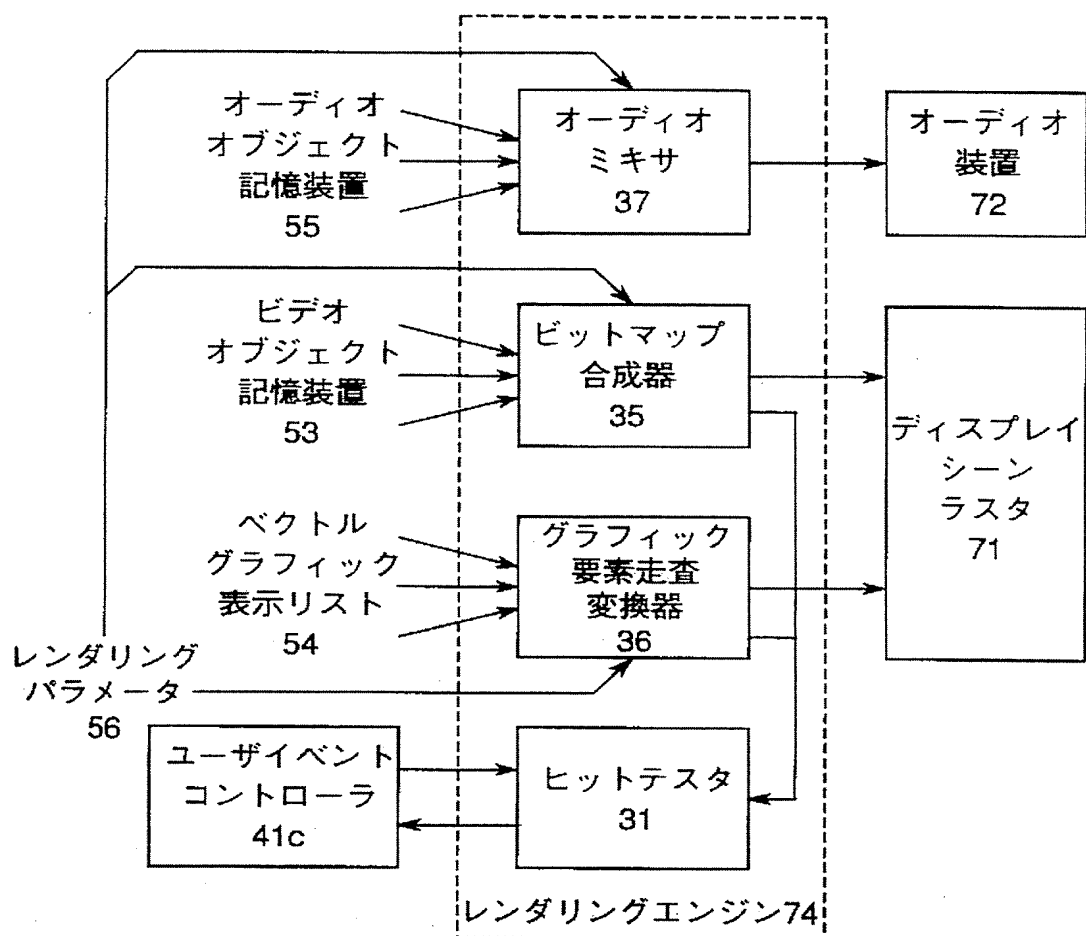 オーディオ
オブジェクト
記憶装置
55
オーディオ
ミキサ
37
オーディオ
装置
72
ビデオ
オブジェクト
記憶装置
53
ビットマップ
合成器
35
ディスプレイ
シーン
ラスタ
71
ベクトル
グラフィック
表示リスト
54
グラフィック
要素走査
変換器
36
レンダリング
パラメータ
56
ユーザイベント
コントローラ
41c
ヒットテスタ
31
レンダリングエンジン74